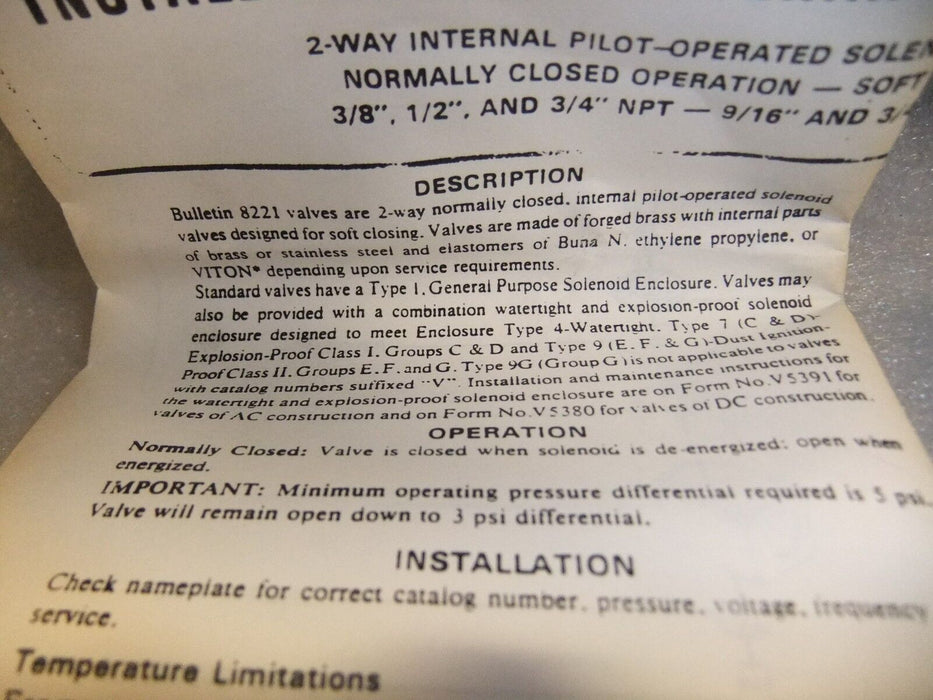 2-WAY INTERNAL PILOT-OPERATED
NORMALLY CLOSED OPERATION — SOFT
3/8", 1/2", AND 3/4" NPT — 9/16" AND
DESCRIPTION
Bulletin 8221 valves are 2-way normally closed, internal pilot-operated solenoid
valves designed for soft closing. Valves are made of forged brass with internal parts
of brass or stainless steel and elastomers of Buna N, ethylene propylene, or
VITON* depending upon service requirements.
Standard valves have a Type 1, General Purpose Solenoid Enclosure. Valves may
also be provided with a combination watertight and explosion-proof solenoid
enclosure designed to meet Enclosure Type 4-Watertight, Type 7 (C & D)-
Explosion-Proof Class I, Groups C & D and Type 9 (E, F, & G)-Dust Ignition-
Proof Class II, Groups E, F, and G. Type 9G (Group G) is not applicable to valves
with catalog numbers suffixed "V". Installation and maintenance instructions for
the watertight and explosion-proof solenoid enclosure are on Form No. V5391 for
valves of AC construction and on Form No. V5380 for valves of DC construction.
OPERATION
Normally Closed: Valve is closed when solenoid is de-energized; open when
energized.
IMPORTANT: Minimum operating pressure differential required is 5 psi.
Valve will remain open down to 3 psi differential.
INSTALLATION
Check nameplate for correct catalog number, pressure, voltage, frequency
service.
Temperature Limitations